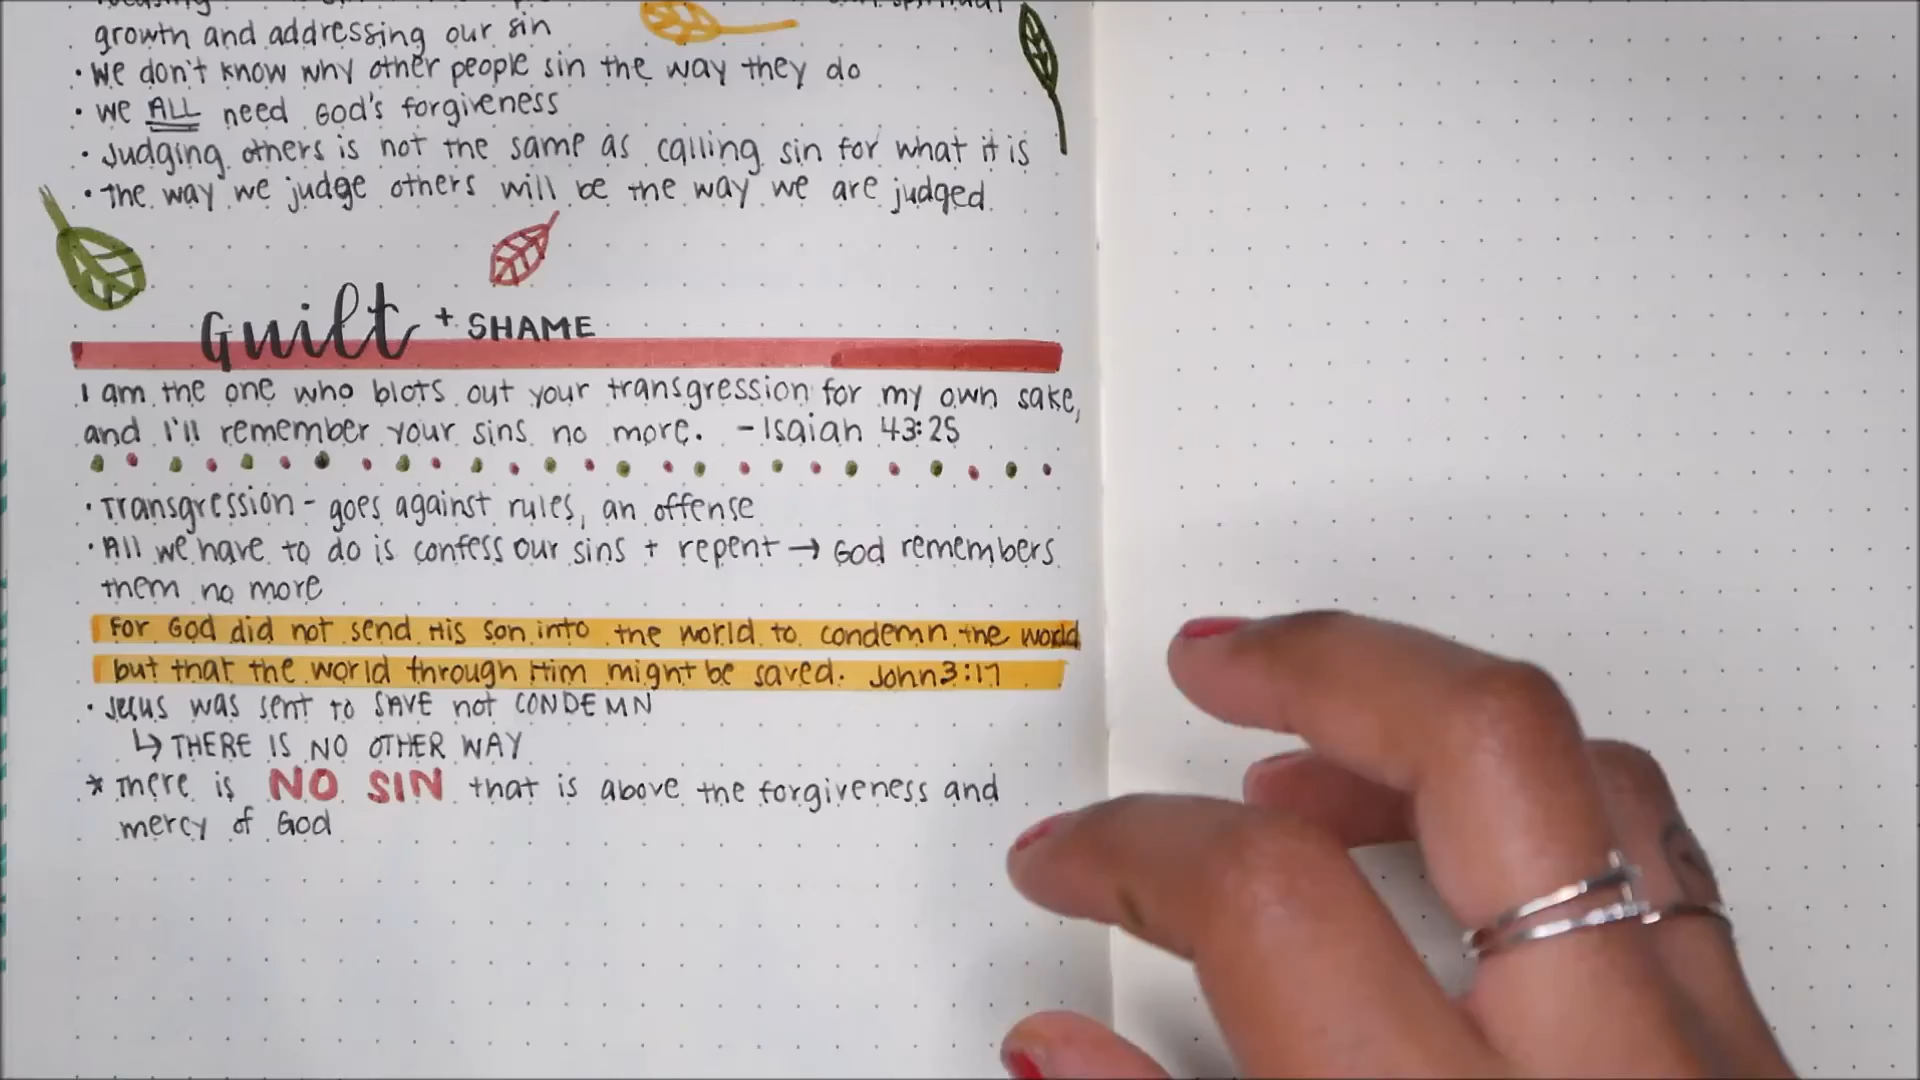 growth and addressing our sin
• We don't know why other people sin the way they do
• We ALL need God's forgiveness
• Judging others is not the same as calling sin for what it is
• The way we judge others will be the way we are judged.
Guilt + SHAME
I am the one who blots out your transgression for my own sake,
and I'll remember your sins no more. - Isaiah 43:25
• Transgression - goes against rules, an offense
• All we have to do is confess our sins + repent → God remembers
them no more
For God did not send His son into the world to condemn the world
but that the world through Him might be saved. John 3:17
• Jesus was sent to SAVE not CONDEMN
↳ THERE IS NO OTHER WAY
* There is NO SIN that is above the forgiveness and
mercy of God